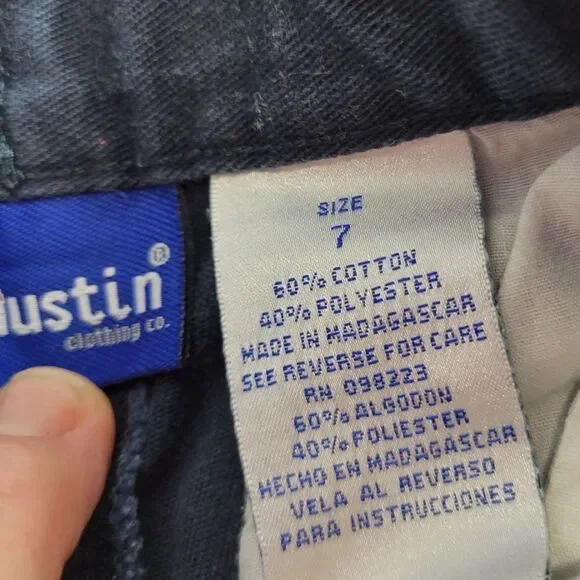 ustin®
clothing co.
SIZE
7
60% COTTON
40% POLYESTER
MADE IN MADAGASCAR
SEE REVERSE FOR CARE
RN 098223
60% ALGODON
40% POLIESTER
HECHO EN MADAGASCAR
VELA AL REVERSO
PARA INSTRUCCIONES